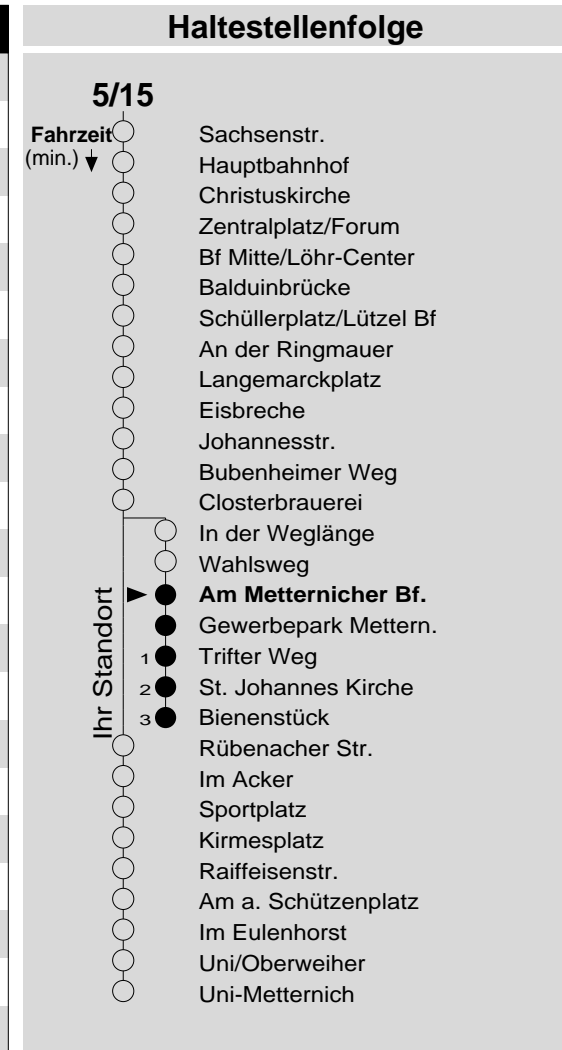 Haltestellenfolge
5/15
Fahrzeit
(min.)
Sachsenstr.
Hauptbahnhof
Christuskirche
Zentralplatz/Forum
Bf Mitte/Löhr-Center
Balduinbrücke
Schüllerplatz/Lützel Bf
An der Ringmauer
Langemarckplatz
Eisbreche
Johannesstr.
Bubenheimer Weg
Closterbrauerei
In der Weglänge
Wahlsweg
Ihr Standort
Am Metternicher Bf.
Gewerbepark Mettern.
1 Trifter Weg
2 St. Johannes Kirche
3 Bienenstück
Rübenacher Str.
Im Acker
Sportplatz
Kirmesplatz
Raiffeisenstr.
Am a. Schützenplatz
Im Eulenhorst
Uni/Oberweiher
Uni-Metternich